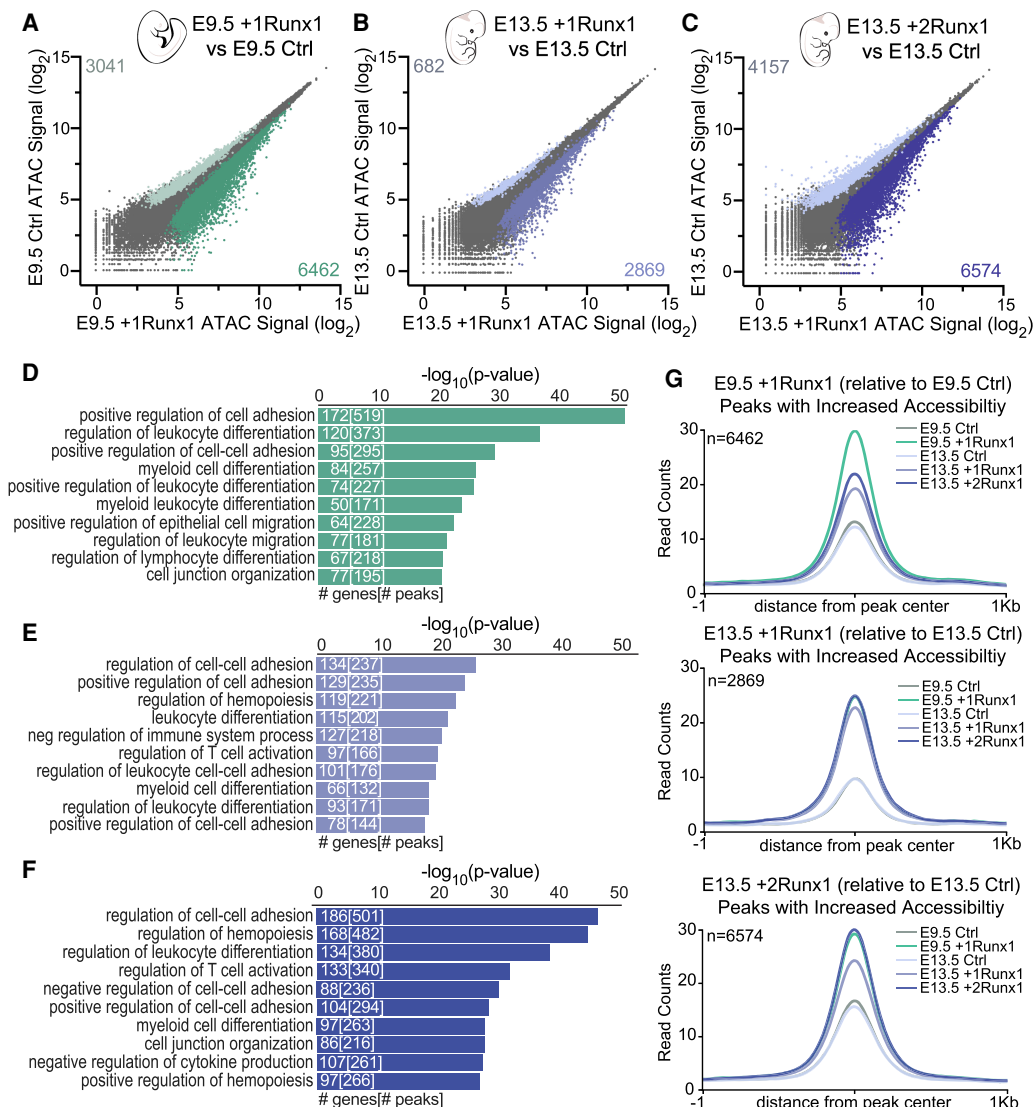 A
E9.5 +1Runx1
vs E9.5 Ctrl
3041
15
10
5
0
E9.5 Ctrl ATAC Signal (log2)
6462
0 5 10 15
E9.5 +1Runx1 ATAC Signal (log2)
B
E13.5 +1Runx1
vs E13.5 Ctrl
682
15
10
5
0
E13.5 Ctrl ATAC Signal (log2)
2869
0 5 10 15
E13.5 +1Runx1 ATAC Signal (log2)
C
E13.5 +2Runx1
vs E13.5 Ctrl
4157
15
10
5
0
E13.5 Ctrl ATAC Signal (log2)
6574
0 5 10 15
E13.5 +1Runx1 ATAC Signal (log2)
D
-log10(p-value)
0 10 20 30 40 50
positive regulation of cell adhesion 172[519]
regulation of leukocyte differentiation 120[373]
positive regulation of cell-cell adhesion 95[295]
myeloid cell differentiation 84[257]
positive regulation of leukocyte differentiation 74[227]
myeloid leukocyte differentiation 50[171]
positive regulation of epithelial cell migration 64[228]
regulation of leukocyte migration 77[181]
regulation of lymphocyte differentiation 67[218]
cell junction organization 77[195]
# genes[# peaks]
E
-log10(p-value)
0 10 20 30 40 50
regulation of cell-cell adhesion 134[237]
positive regulation of cell adhesion 129[235]
regulation of hemopoiesis 119[221]
leukocyte differentiation 115[202]
neg regulation of immune system process 127[218]
regulation of T cell activation 97[166]
regulation of leukocyte cell-cell adhesion 101[176]
myeloid cell differentiation 66[132]
regulation of leukocyte differentiation 93[171]
positive regulation of cell-cell adhesion 78[144]
# genes[# peaks]
F
-log10(p-value)
0 10 20 30 40 50
regulation of cell-cell adhesion 186[501]
regulation of hemopoiesis 168[482]
regulation of leukocyte differentiation 134[380]
regulation of T cell activation 133[340]
negative regulation of cell-cell adhesion 88[236]
positive regulation of cell-cell adhesion 104[294]
myeloid cell differentiation 97[263]
cell junction organization 86[216]
negative regulation of cytokine production 107[261]
positive regulation of hemopoiesis 97[266]
# genes[# peaks]
G
E9.5 +1Runx1 (relative to E9.5 Ctrl)
Peaks with Increased Accessibiltiy
n=6462
E9.5 Ctrl
E9.5 +1Runx1
E13.5 Ctrl
E13.5 +1Runx1
E13.5 +2Runx1
30
20
10
0
Read Counts
-1 distance from peak center 1Kb
E13.5 +1Runx1 (relative to E13.5 Ctrl)
Peaks with Increased Accessibiltiy
n=2869
E9.5 Ctrl
E9.5 +1Runx1
E13.5 Ctrl
E13.5 +1Runx1
E13.5 +2Runx1
30
20
10
0
Read Counts
-1 distance from peak center 1Kb
E13.5 +2Runx1 (relative to E13.5 Ctrl)
Peaks with Increased Accessibiltiy
n=6574
E9.5 Ctrl
E9.5 +1Runx1
E13.5 Ctrl
E13.5 +1Runx1
E13.5 +2Runx1
30
20
10
0
Read Counts
-1 distance from peak center 1Kb